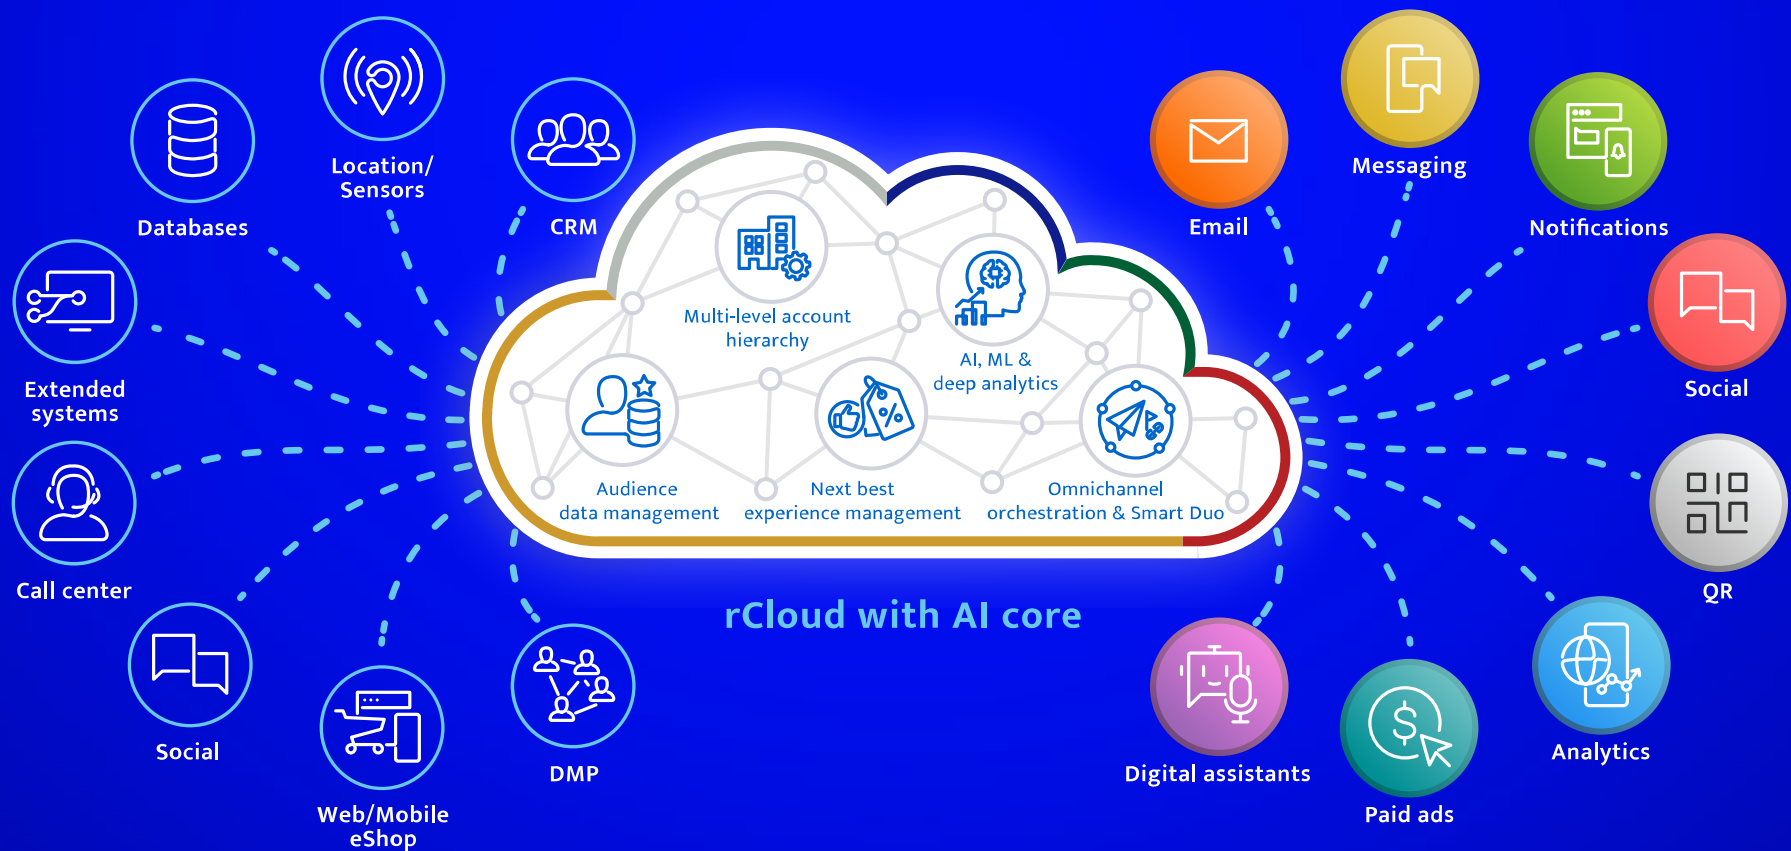 Location/
Sensors
Databases
CRM
Extended
systems
Call center
Social
Web/Mobile
eShop
DMP
Multi-level account
hierarchy
AI, ML &
deep analytics
Audience
data management
Next best
experience management
Omnichannel
orchestration & Smart Duo
rCloud with AI core
Email
Messaging
Notifications
Social
QR
Analytics
Paid ads
Digital assistants